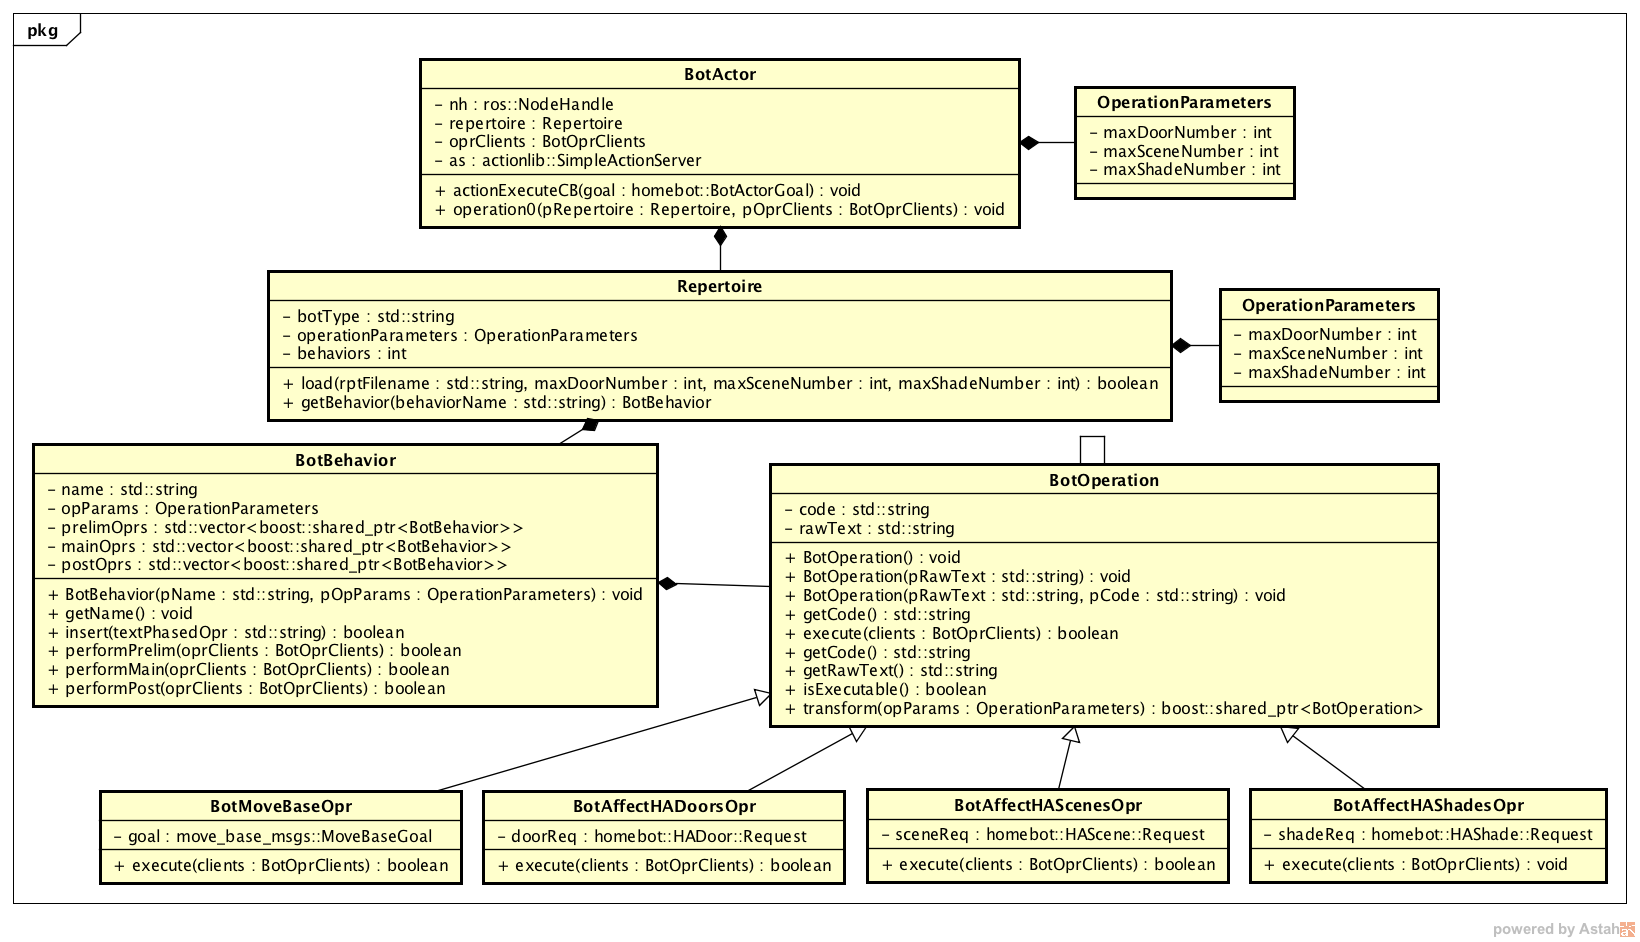 pkg
BotActor
- nh : ros::NodeHandle
- repertoire : Repertoire
- oprClients : BotOprClients
- as : actionlib::SimpleActionServer
+ actionExecuteCB(goal : homebot::BotActorGoal) : void
+ operation0(pRepertoire : Repertoire, pOprClients : BotOprClients) : void
OperationParameters
- maxDoorNumber : int
- maxSceneNumber : int
- maxShadeNumber : int
Repertoire
- botType : std::string
- operationParameters : OperationParameters
- behaviors : int
+ load(rptFilename : std::string, maxDoorNumber : int, maxSceneNumber : int, maxShadeNumber : int) : boolean
+ getBehavior(behaviorName : std::string) : BotBehavior
OperationParameters
- maxDoorNumber : int
- maxSceneNumber : int
- maxShadeNumber : int
BotBehavior
- name : std::string
- opParams : OperationParameters
- prelimOprs : std::vector<boost::shared_ptr<BotBehavior>>
- mainOprs : std::vector<boost::shared_ptr<BotBehavior>>
- postOprs : std::vector<boost::shared_ptr<BotBehavior>>
+ BotBehavior(pName : std::string, pOpParams : OperationParameters) : void
+ getName() : void
+ insert(textPhasedOpr : std::string) : boolean
+ performPrelim(oprClients : BotOprClients) : boolean
+ performMain(oprClients : BotOprClients) : boolean
+ performPost(oprClients : BotOprClients) : boolean
BotOperation
- code : std::string
- rawText : std::string
+ BotOperation() : void
+ BotOperation(pRawText : std::string) : void
+ BotOperation(pRawText : std::string, pCode : std::string) : void
+ getCode() : std::string
+ execute(clients : BotOprClients) : boolean
+ getCode() : std::string
+ getRawText() : std::string
+ isExecutable() : boolean
+ transform(opParams : OperationParameters) : boost::shared_ptr<BotOperation>
BotMoveBaseOpr
- goal : move_base_msgs::MoveBaseGoal
+ execute(clients : BotOprClients) : boolean
BotAffectHADoorsOpr
- doorReq : homebot::HADoor::Request
+ execute(clients : BotOprClients) : boolean
BotAffectHAScenesOpr
- sceneReq : homebot::HAScene::Request
+ execute(clients : BotOprClients) : boolean
BotAffectHAShadesOpr
- shadeReq : homebot::HAShade::Request
+ execute(clients : BotOprClients) : void
powered by Astah